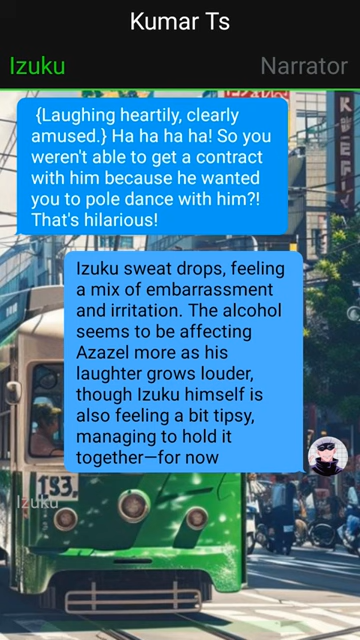 Kumar Ts
Izuku Narrator
{Laughing heartily, clearly
amused.} Ha ha ha ha! So you
weren't able to get a contract
with him because he wanted
you to pole dance with him?!
That's hilarious!
Izuku sweat drops, feeling
a mix of embarrassment
and irritation. The alcohol
seems to be affecting
Azazel more as his
laughter grows louder,
though Izuku himself is
also feeling a bit tipsy,
managing to hold it
together—for now
193.
Izuku